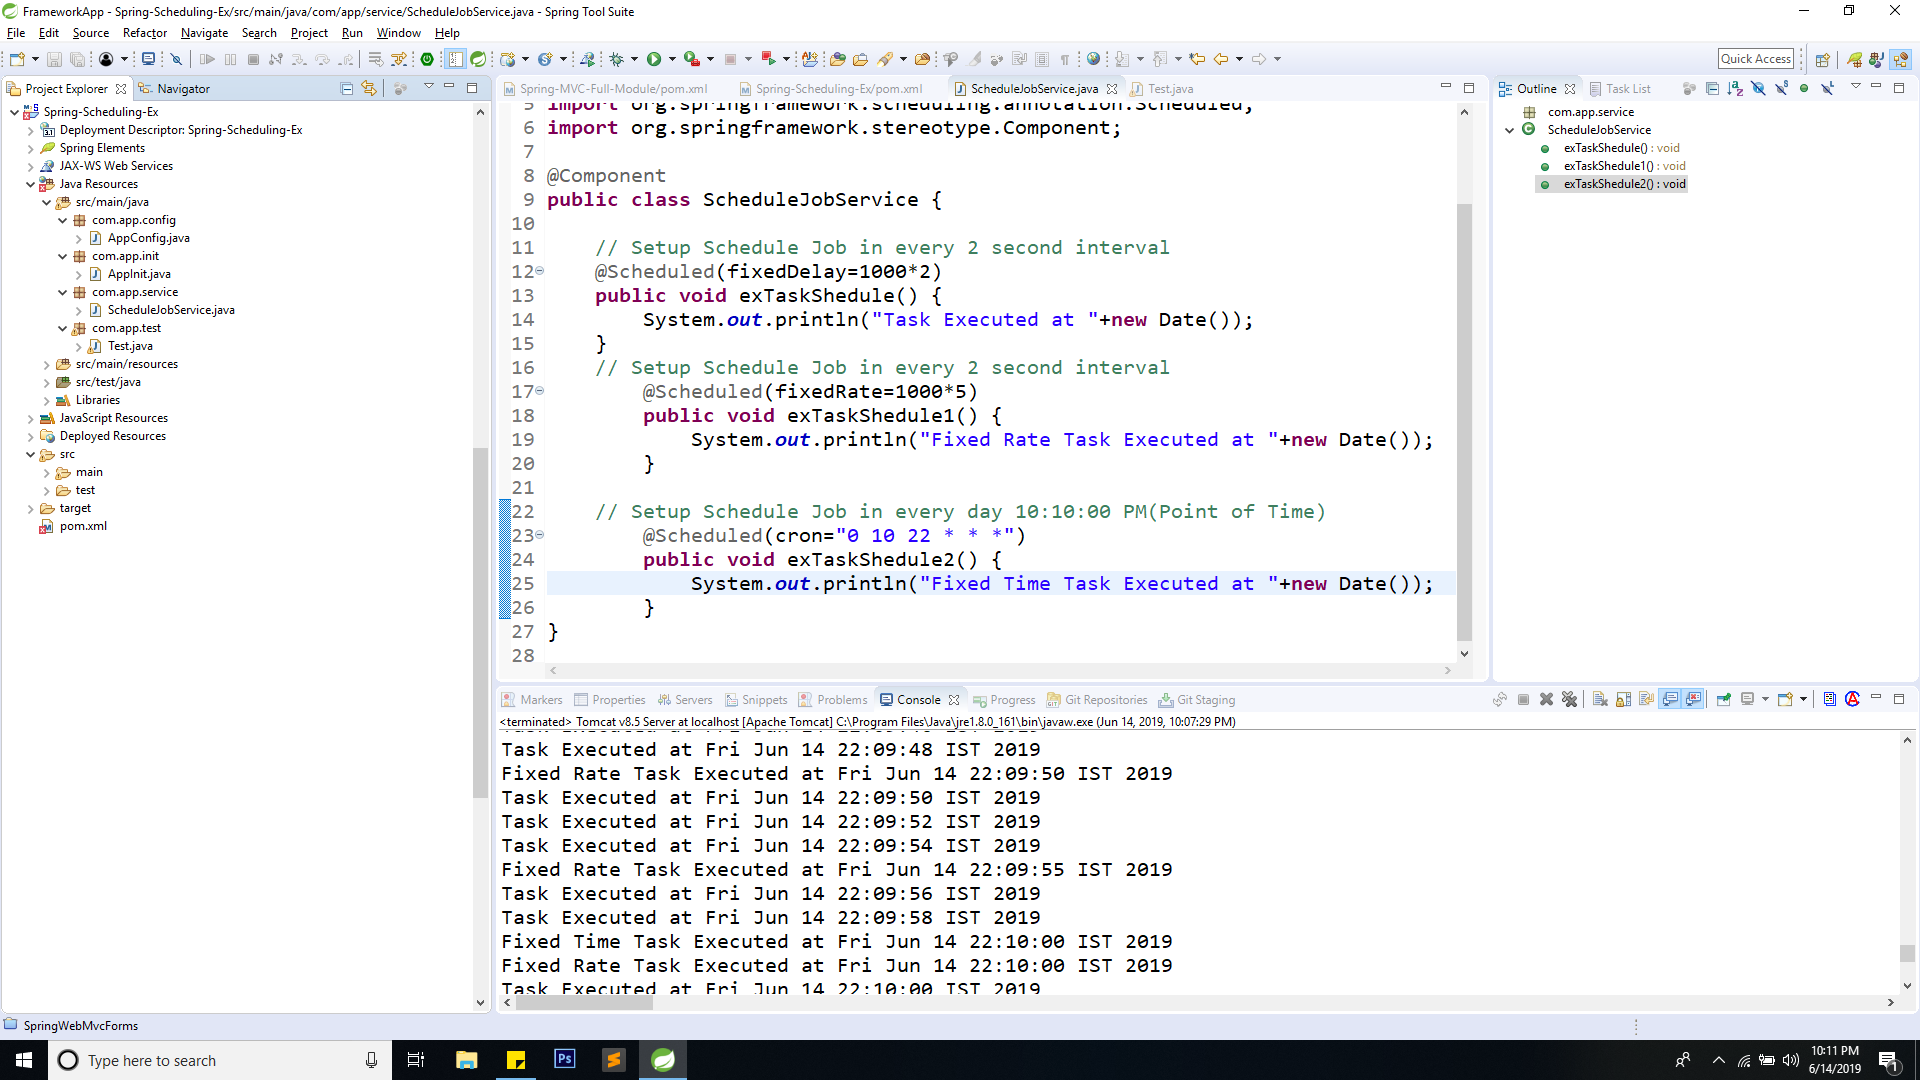 FrameworkApp - Spring-Scheduling-Ex/src/main/java/com/app/service/ScheduleJobService.java - Spring Tool Suite
File Edit Source Refactor Navigate Search Project Run Window Help
Quick Access
Project Explorer
Navigator
Spring-Scheduling-Ex
Deployment Descriptor: Spring-Scheduling-Ex
Spring Elements
JAX-WS Web Services
Java Resources
src/main/java
com.app.config
AppConfig.java
com.app.init
AppInit.java
com.app.service
ScheduleJobService.java
com.app.test
Test.java
src/main/resources
src/test/java
Libraries
JavaScript Resources
Deployed Resources
src
main
test
target
pom.xml
Spring-MVC-Full-Module/pom.xml
Spring-Scheduling-Ex/pom.xml
ScheduleJobService.java
Test.java
5 import org.springframework.scheduling.annotation.Scheduled;
6 import org.springframework.stereotype.Component;
7
8 @Component
9 public class ScheduleJobService {
10
11 // Setup Schedule Job in every 2 second interval
12 @Scheduled(fixedDelay=1000*2)
13 public void exTaskShedule() {
14 System.out.println("Task Executed at "+new Date());
15 }
16 // Setup Schedule Job in every 2 second interval
17 @Scheduled(fixedRate=1000*5)
18 public void exTaskShedule1() {
19 System.out.println("Fixed Rate Task Executed at "+new Date());
20 }
21
22 // Setup Schedule Job in every day 10:10:00 PM(Point of Time)
23 @Scheduled(cron="0 10 22 * * *")
24 public void exTaskShedule2() {
25 System.out.println("Fixed Time Task Executed at "+new Date());
26 }
27 }
28
Outline
Task List
com.app.service
ScheduleJobService
exTaskShedule() : void
exTaskShedule1() : void
exTaskShedule2() : void
Markers Properties Servers Snippets Problems Console Progress Git Repositories Git Staging
<terminated> Tomcat v8.5 Server at localhost [Apache Tomcat] C:\Program Files\Java\jre1.8.0_161\bin\javaw.exe (Jun 14, 2019, 10:07:29 PM)
Task Executed at Fri Jun 14 22:09:48 IST 2019
Fixed Rate Task Executed at Fri Jun 14 22:09:50 IST 2019
Task Executed at Fri Jun 14 22:09:50 IST 2019
Task Executed at Fri Jun 14 22:09:52 IST 2019
Task Executed at Fri Jun 14 22:09:54 IST 2019
Fixed Rate Task Executed at Fri Jun 14 22:09:55 IST 2019
Task Executed at Fri Jun 14 22:09:56 IST 2019
Task Executed at Fri Jun 14 22:09:58 IST 2019
Fixed Time Task Executed at Fri Jun 14 22:10:00 IST 2019
Fixed Rate Task Executed at Fri Jun 14 22:10:00 IST 2019
Task Executed at Fri Jun 14 22:10:00 IST 2019
SpringWebMvcForms
Type here to search
Ps
10:11 PM
6/14/2019
1